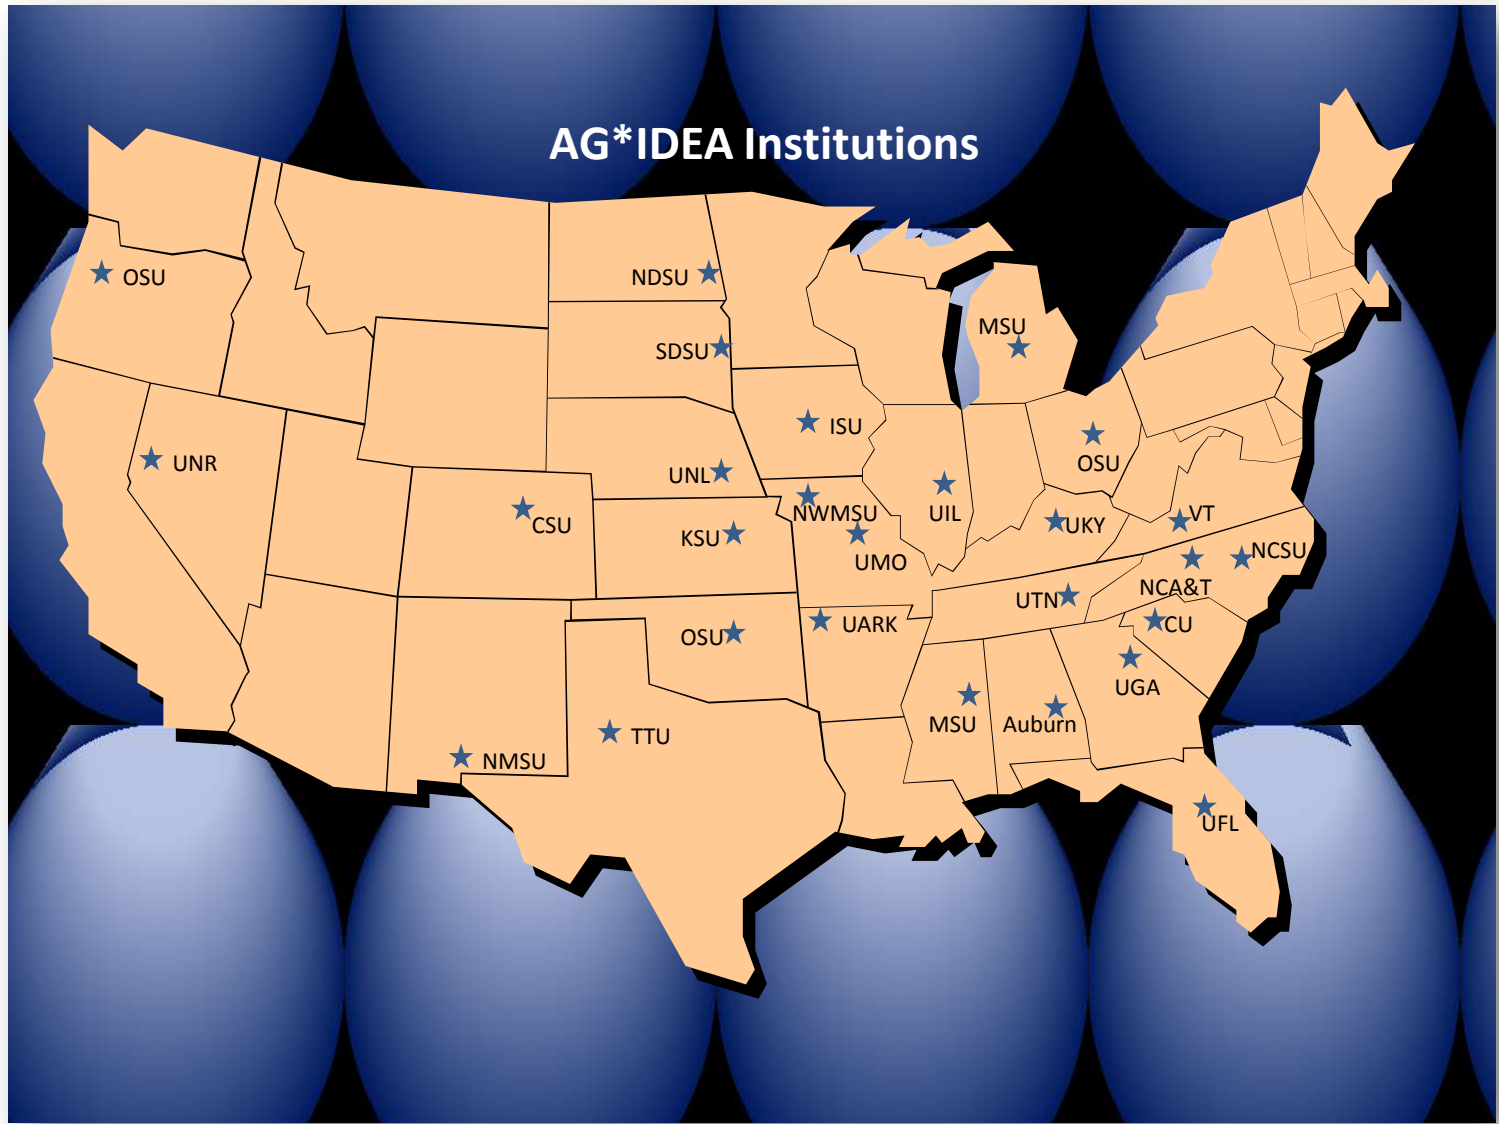 AG*IDEA Institutions
OSU
NDSU
MSU
SDSU
ISU
UNR
UNL
OSU
CSU
NWMSU
UIL
UKY
VT
KSU
UMO
NCSU
NCA&T
UTN
OSU
UARK
CU
UGA
MSU
Auburn
TTU
NMSU
UFL